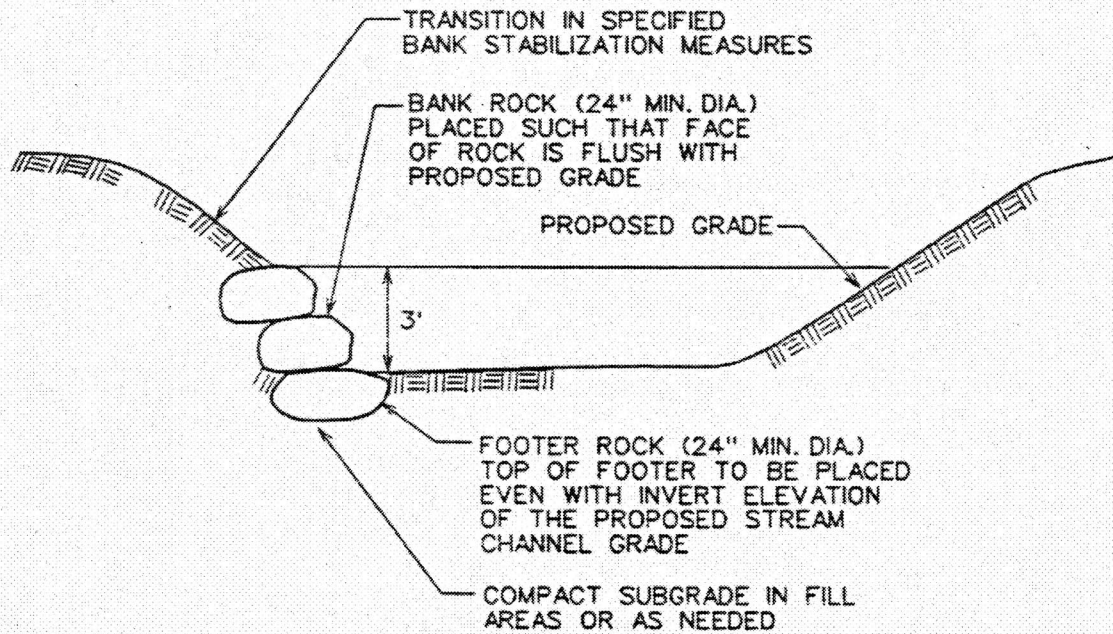 TRANSITION IN SPECIFIED
BANK STABILIZATION MEASURES
BANK ROCK (24" MIN. DIA.)
PLACED SUCH THAT FACE
OF ROCK IS FLUSH WITH
PROPOSED GRADE
PROPOSED GRADE
3'
FOOTER ROCK (24" MIN. DIA.)
TOP OF FOOTER TO BE PLACED
EVEN WITH INVERT ELEVATION
OF THE PROPOSED STREAM
CHANNEL GRADE
COMPACT SUBGRADE IN FILL
AREAS OR AS NEEDED